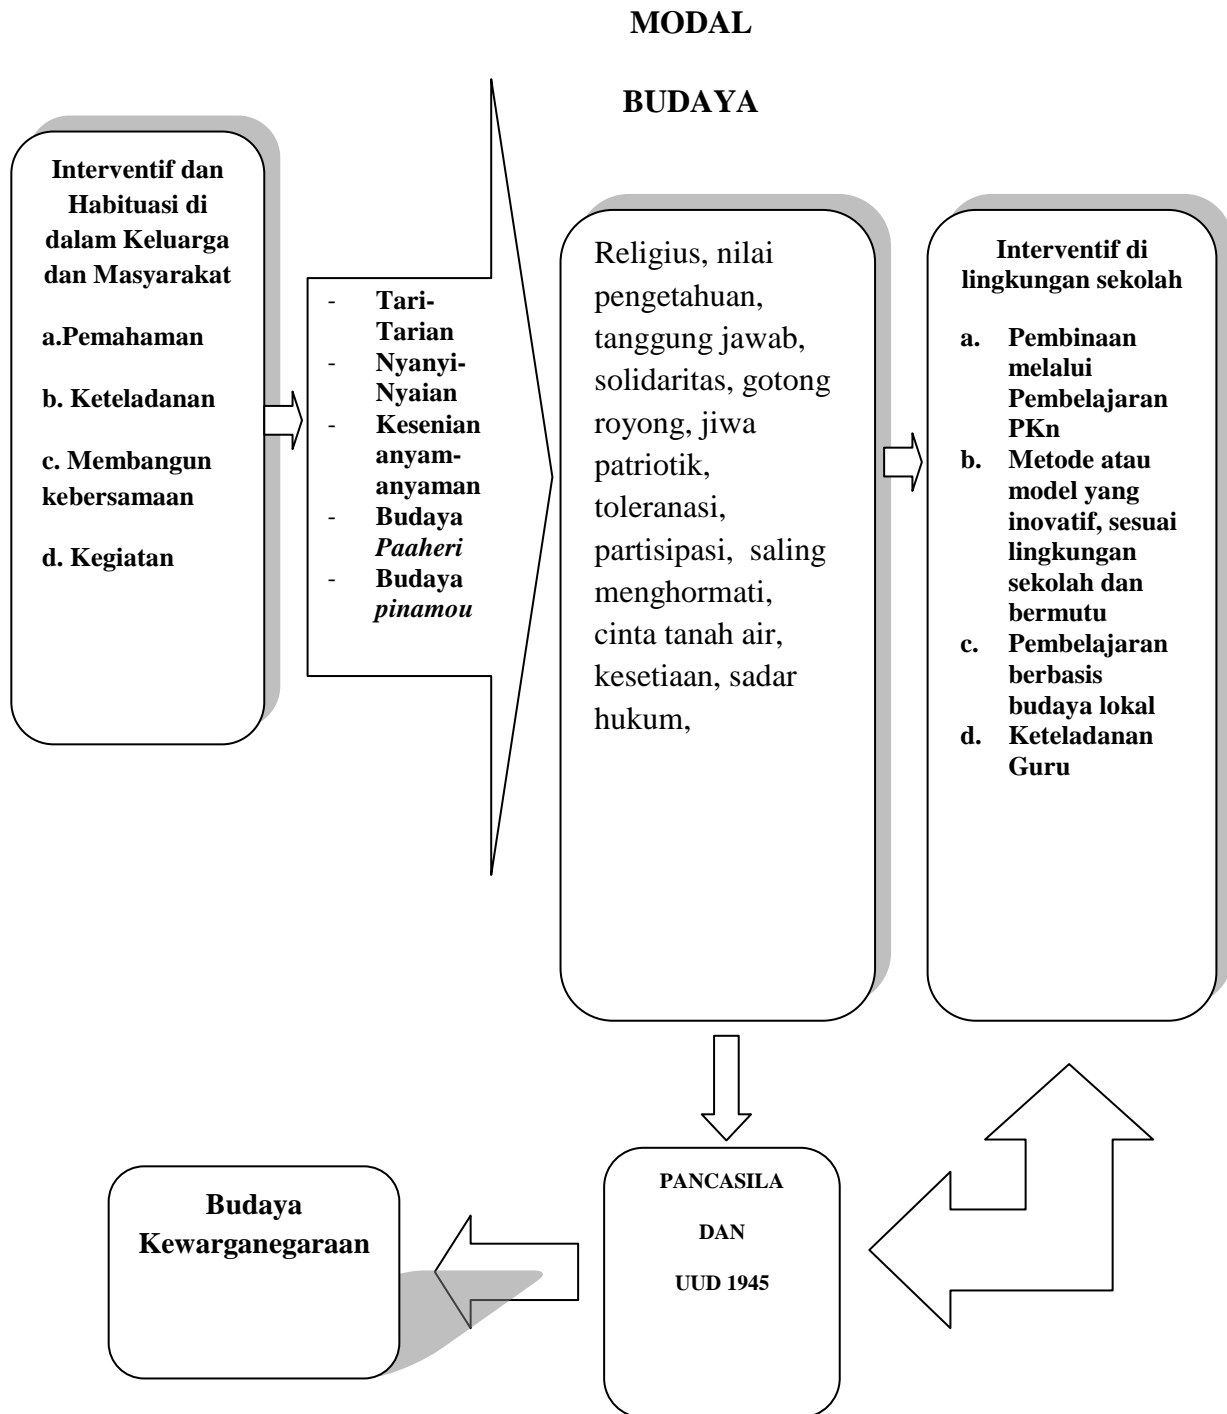 MODAL
BUDAYA
Interventif dan
Habituasi di
dalam Keluarga
dan Masyarakat
a.Pemahaman
b. Keteladanan
c. Membangun
kebersamaan
d. Kegiatan
- Tari-
Tarian
- Nyanyi-
Nyaian
- Kesenian
anyam-
anyaman
- Budaya
Paaheri
- Budaya
pinamou
Religius, nilai
pengetahuan,
tanggung jawab,
solidaritas, gotong
royong, jiwa
patriotik,
toleranasi,
partisipasi, saling
menghormati,
cinta tanah air,
kesetiaan, sadar
hukum,
Interventif di
lingkungan sekolah
a. Pembinaan
melalui
Pembelajaran
PKn
b. Metode atau
model yang
inovatif, sesuai
lingkungan
sekolah dan
bermutu
c. Pembelajaran
berbasis
budaya lokal
d. Keteladanan
Guru
Budaya
Kewarganegaraan
PANCASILA
DAN
UUD 1945